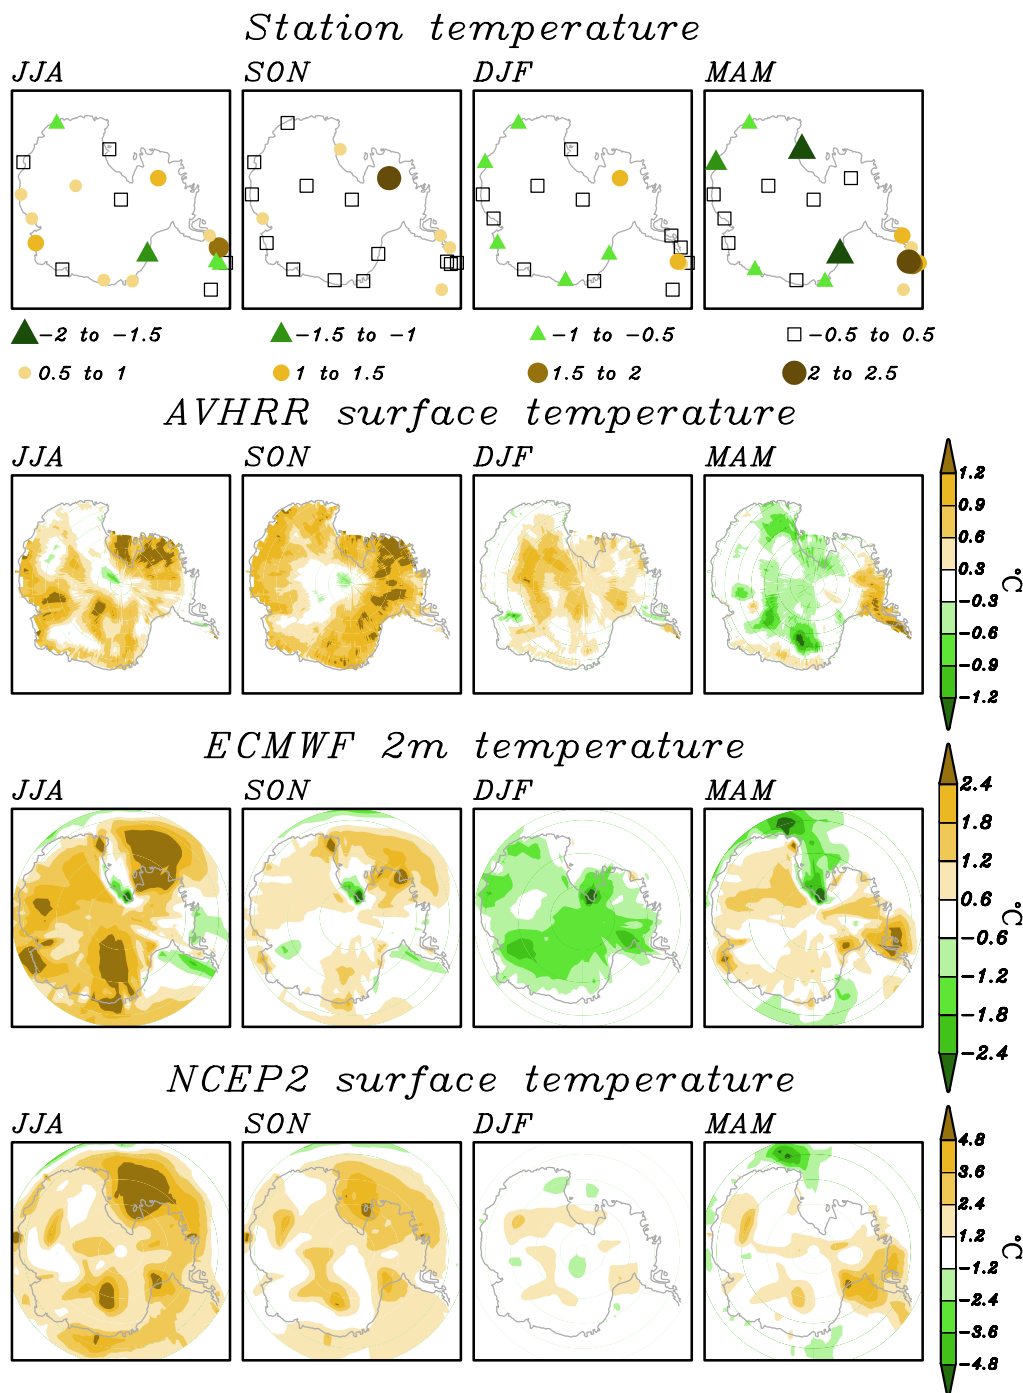 Station temperature
JJA SON DJF MAM
-2 to -1.5 -1.5 to -1 -1 to -0.5 -0.5 to 0.5
0.5 to 1 1 to 1.5 1.5 to 2 2 to 2.5
AVHRR surface temperature
JJA SON DJF MAM
1.2
0.9
0.6
0.3
°C
-0.3
-0.6
-0.9
-1.2
ECMWF 2m temperature
JJA SON DJF MAM
2.4
1.8
1.2
0.6
°C
-0.6
-1.2
-1.8
-2.4
NCEP2 surface temperature
JJA SON DJF MAM
4.8
3.6
2.4
1.2
°C
-1.2
-2.4
-3.6
-4.8